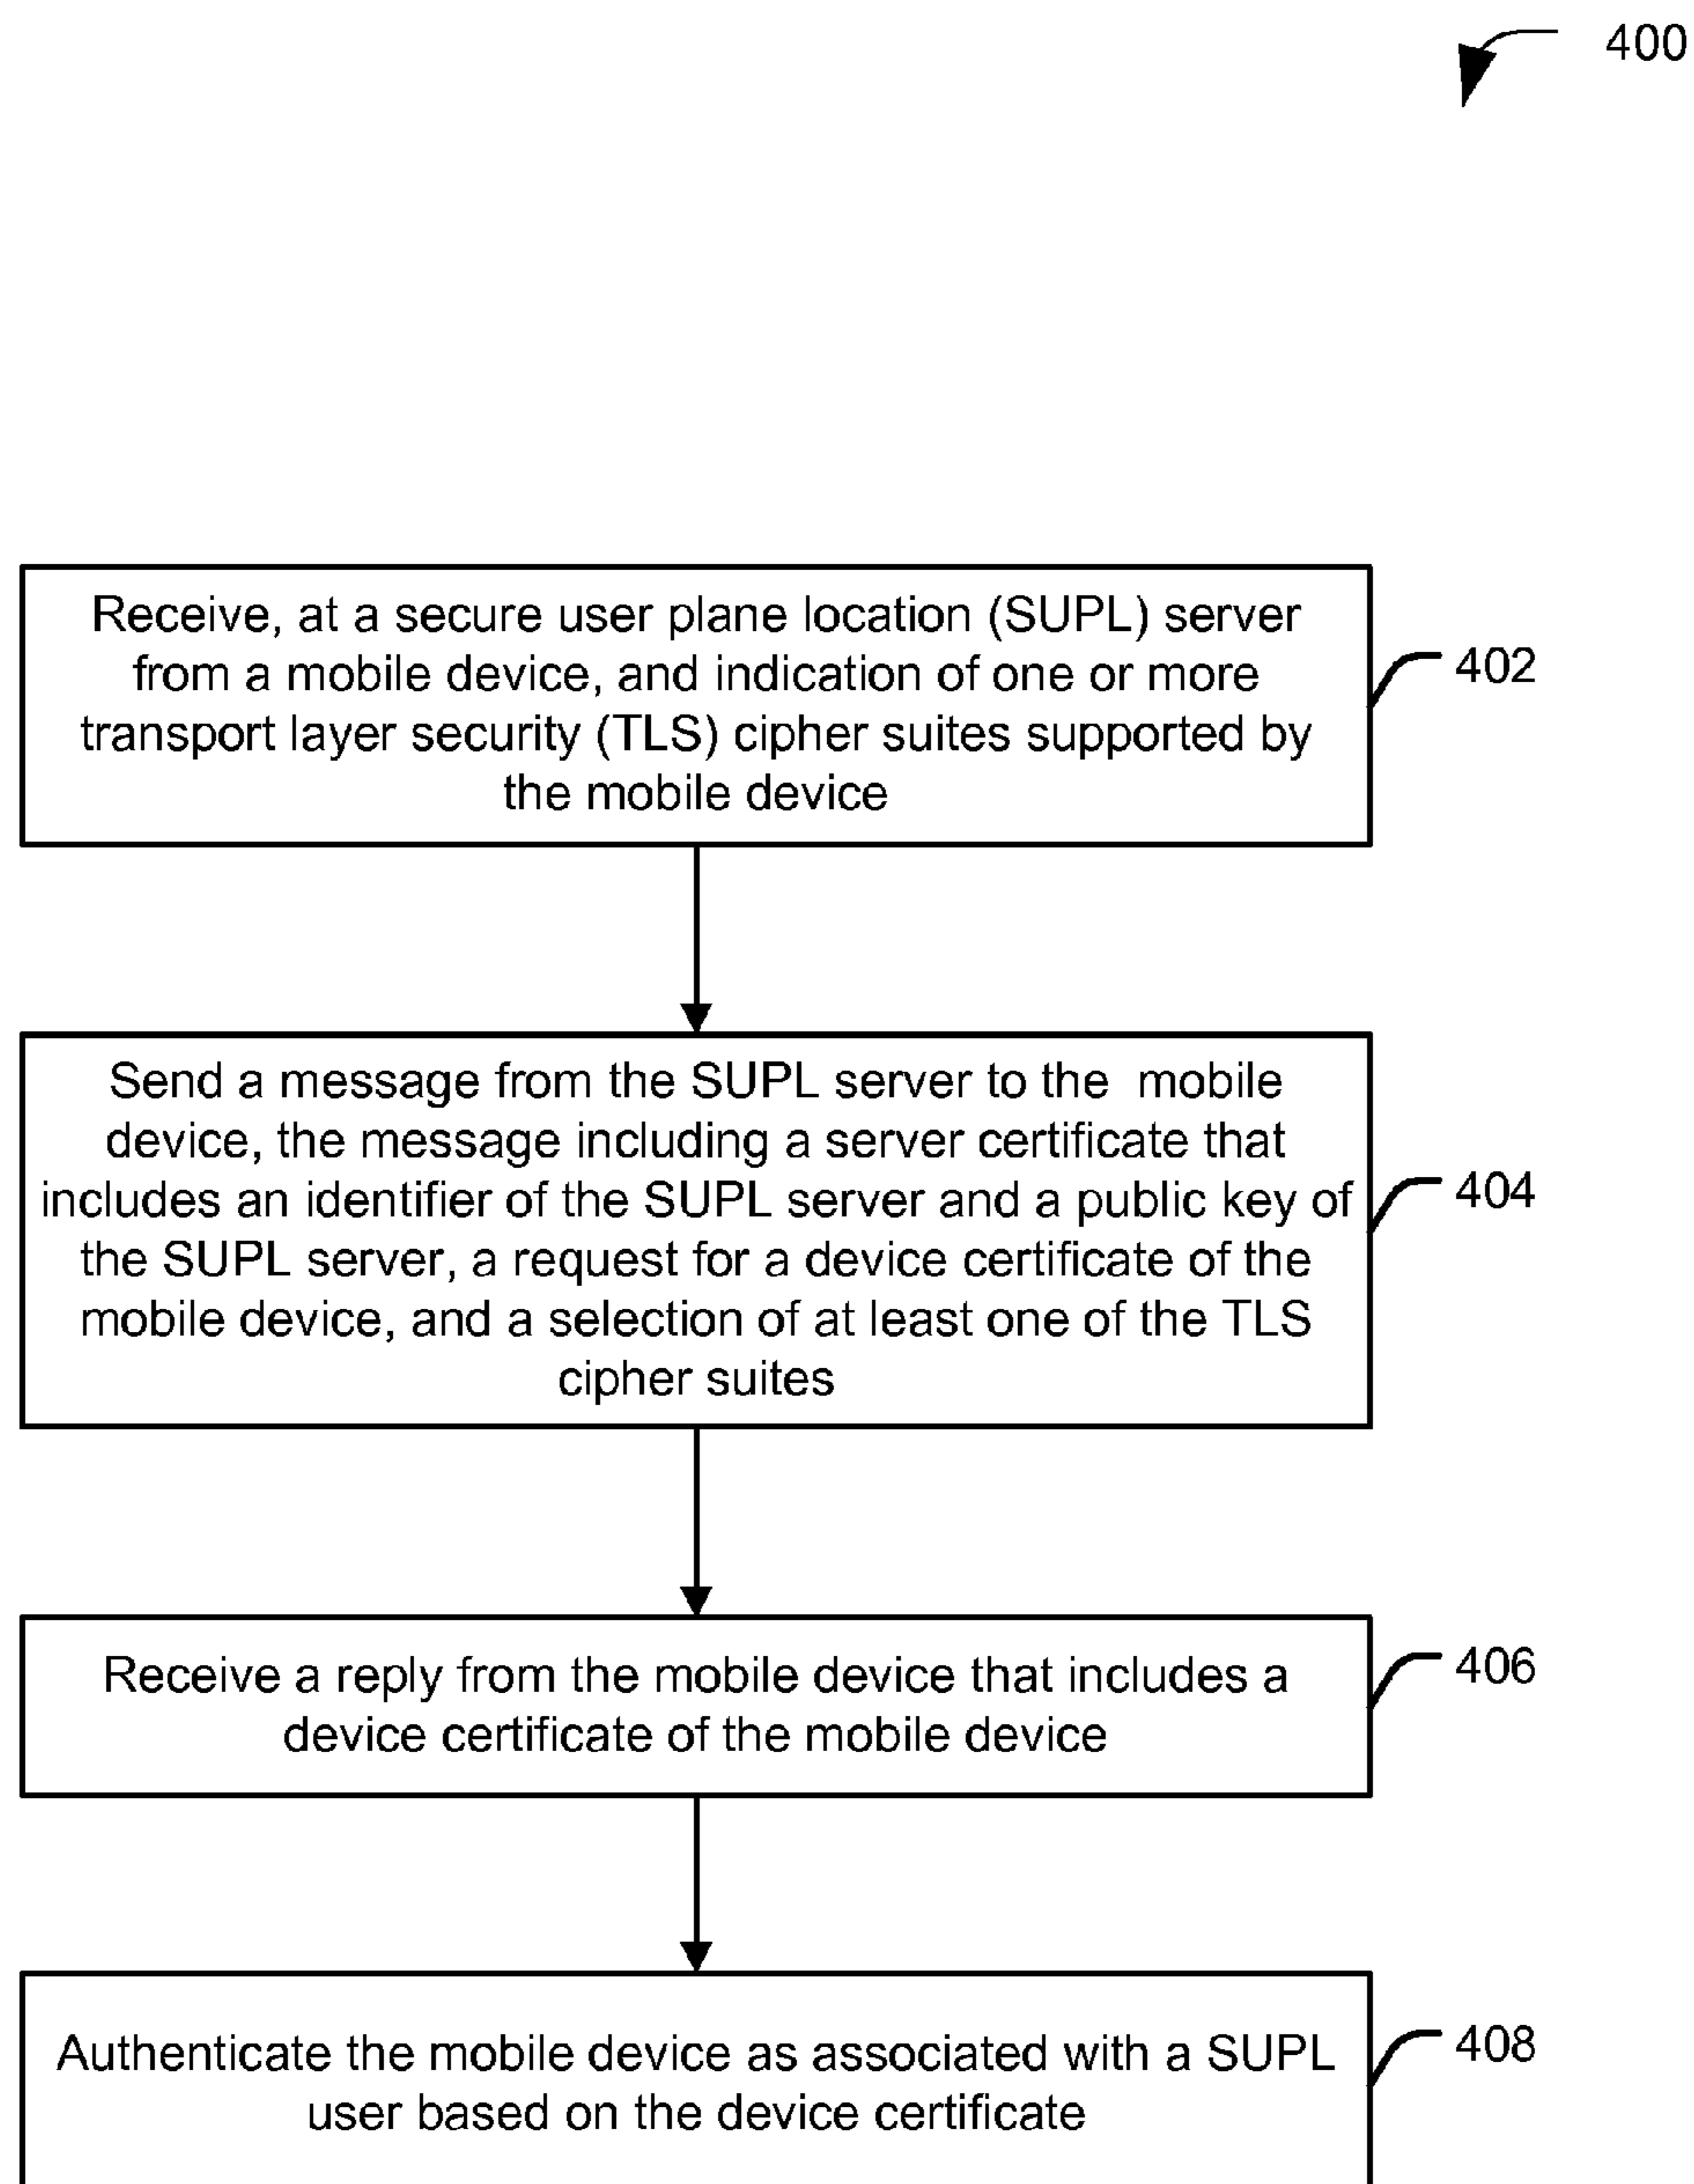 400
Receive, at a secure user plane location (SUPL) server
from a mobile device, and indication of one or more
transport layer security (TLS) cipher suites supported by
the mobile device
402
Send a message from the SUPL server to the mobile
device, the message including a server certificate that
includes an identifier of the SUPL server and a public key of
the SUPL server, a request for a device certificate of the
mobile device, and a selection of at least one of the TLS
cipher suites
404
Receive a reply from the mobile device that includes a
device certificate of the mobile device
406
Authenticate the mobile device as associated with a SUPL
user based on the device certificate
408